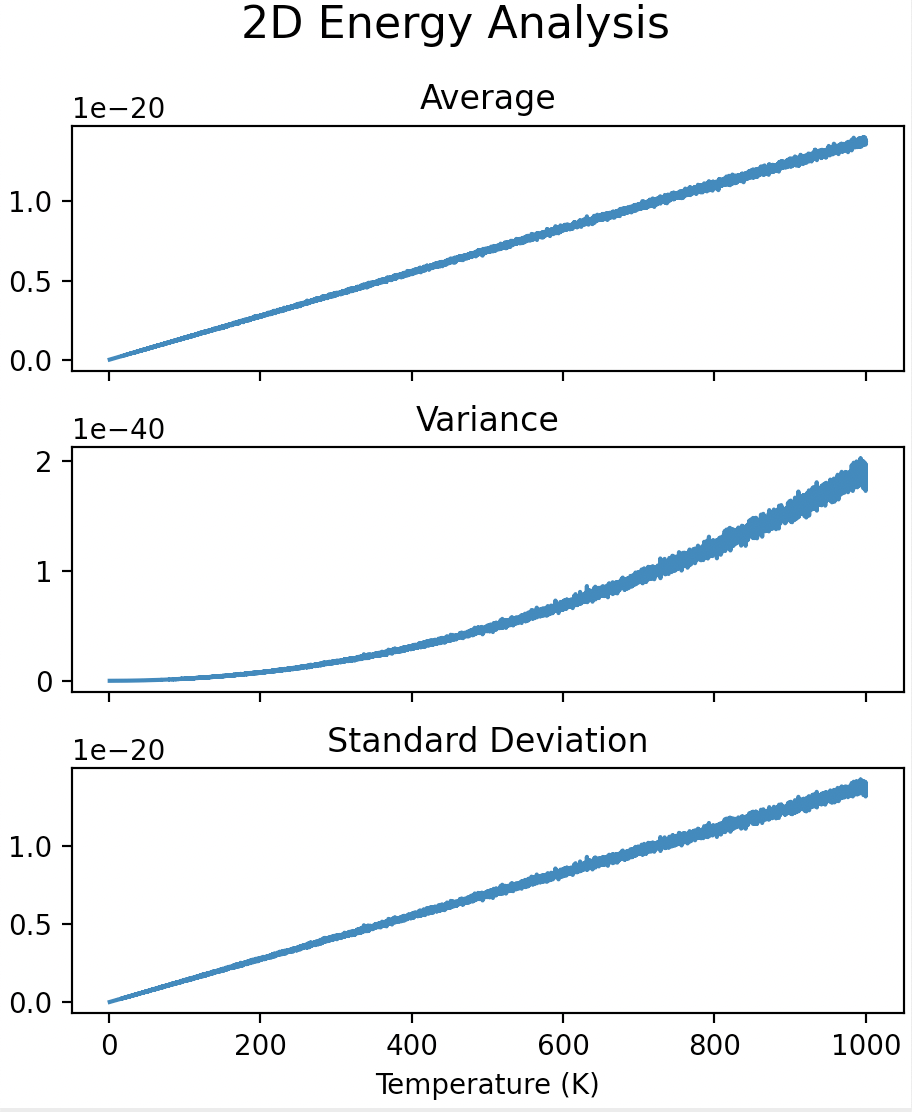 2D Energy Analysis
Average
1e−20
1.0
0.5
0.0
Variance
1e−40
2
1
0
Standard Deviation
1e−20
1.0
0.5
0.0
0 200 400 600 800 1000
Temperature (K)